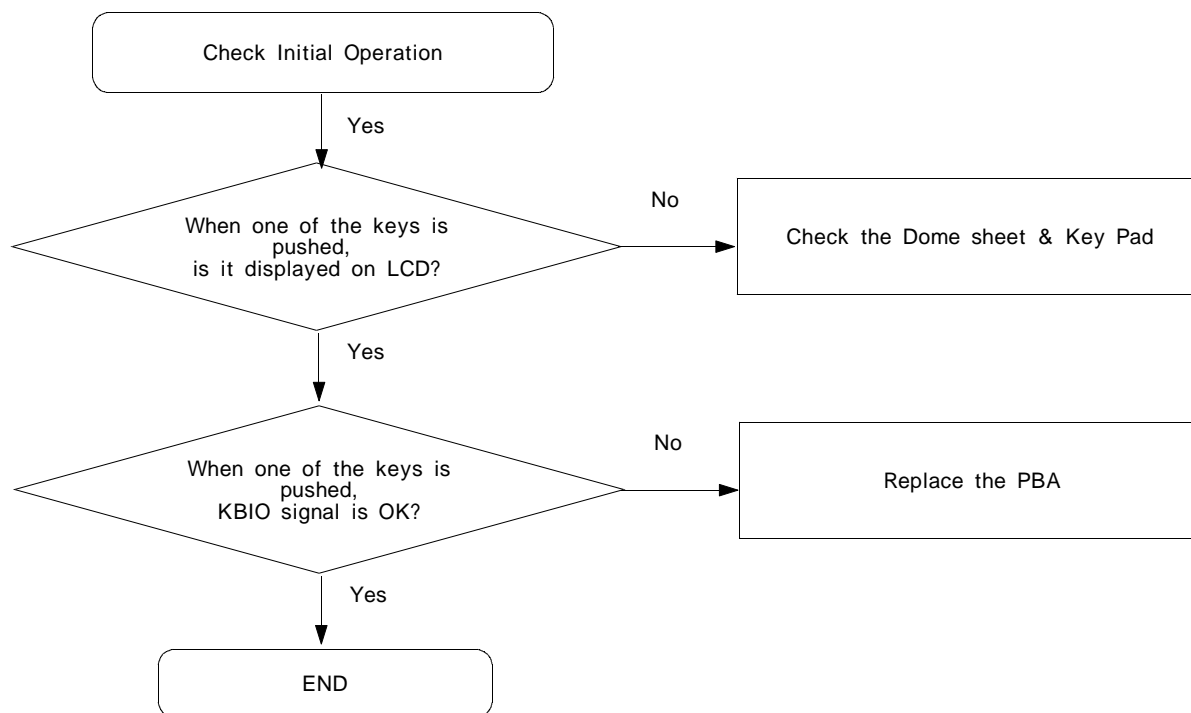 Check Initial Operation
Yes
When one of the keys is
pushed,
is it displayed on LCD?
No
Check the Dome sheet & Key Pad
Yes
When one of the keys is
pushed,
KBIO signal is OK?
No
Replace the PBA
Yes
END